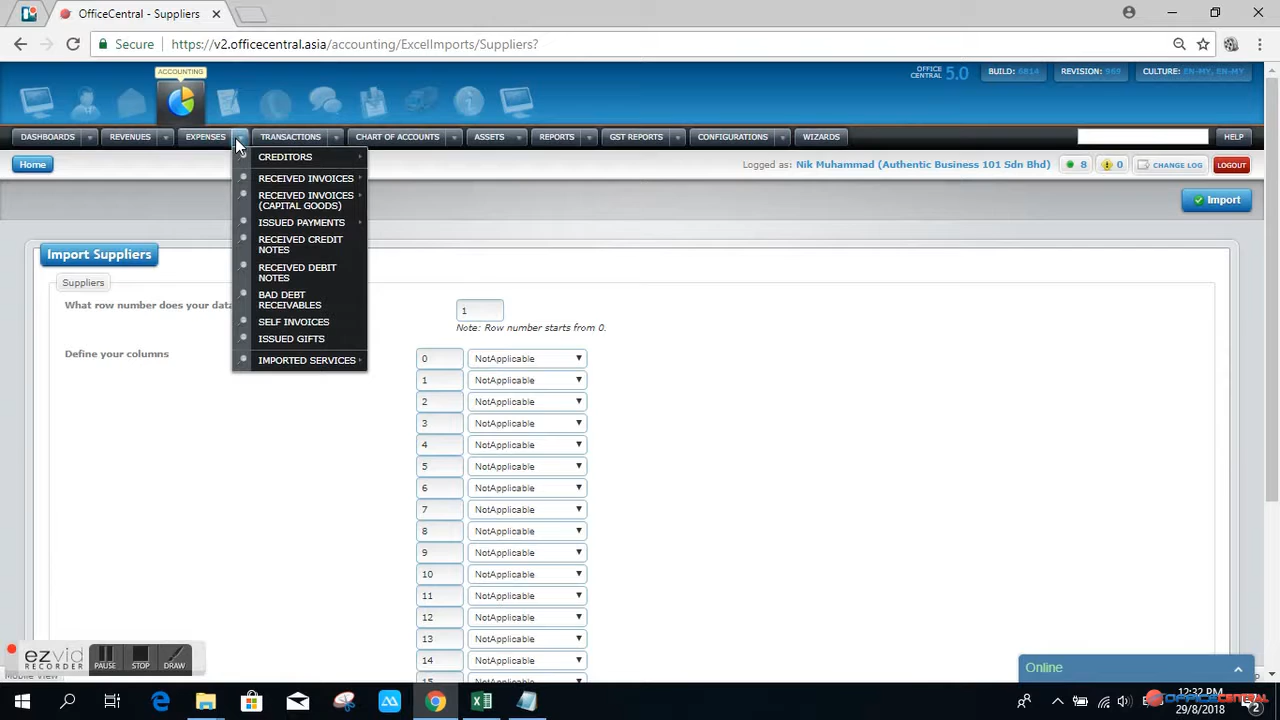 OfficeCentral - Suppliers
Secure
https://v2.officecentral.asia/accounting/ExcelImports/Suppliers?
ACCOUNTING
OFFICE
CENTRAL 5.0
BUILD: 6814
REVISION: 969
CULTURE: EN-MY, EN-MY
DASHBOARDS
REVENUES
EXPENSES
TRANSACTIONS
CHART OF ACCOUNTS
ASSETS
REPORTS
GST REPORTS
CONFIGURATIONS
WIZARDS
HELP
Home
CREDITORS
Logged as: Nik Muhammad (Authentic Business 101 Sdn Bhd)
8
0
CHANGE LOG
LOGOUT
RECEIVED INVOICES
RECEIVED INVOICES
(CAPITAL GOODS)
Import
ISSUED PAYMENTS
RECEIVED CREDIT
NOTES
Import Suppliers
RECEIVED DEBIT
NOTES
Suppliers
BAD DEBT
RECEIVABLES
What row number does your data
1
SELF INVOICES
Note: Row number starts from 0.
ISSUED GIFTS
IMPORTED SERVICES
Define your columns
0 NotApplicable
1 NotApplicable
2 NotApplicable
3 NotApplicable
4 NotApplicable
5 NotApplicable
6 NotApplicable
7 NotApplicable
8 NotApplicable
9 NotApplicable
10 NotApplicable
11 NotApplicable
12 NotApplicable
13 NotApplicable
14 NotApplicable
ezvid
RECORDER
PAUSE
STOP
DRAW
Online
12:32 PM
29/8/2018
OFFICECENTRAL
2